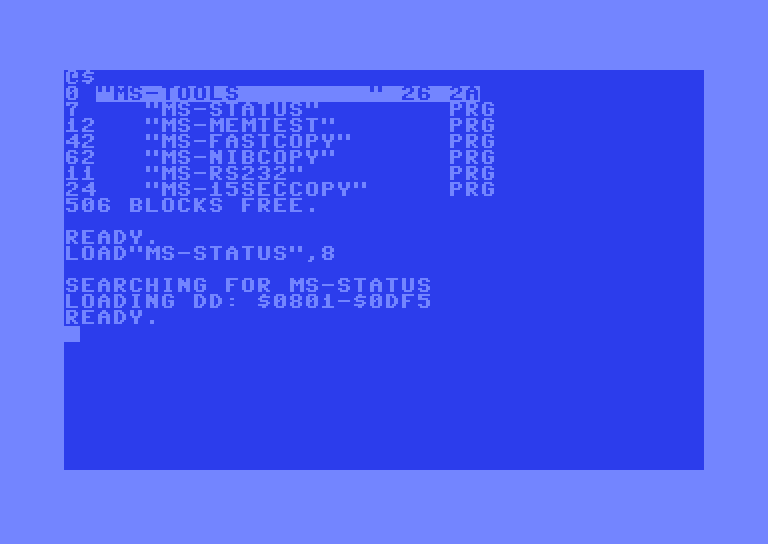 @$
0 "MS-TOOLS        " 26 2A
7    "MS-STATUS"        PRG
12   "MS-MEMTEST"       PRG
42   "MS-FASTCOPY"      PRG
62   "MS-NIBCOPY"       PRG
11   "MS-RS232"         PRG
24   "MS-15SECCOPY"     PRG
506 BLOCKS FREE.
READY.
LOAD"MS-STATUS",8
SEARCHING FOR MS-STATUS
LOADING DD: $0801-$0DF5
READY.